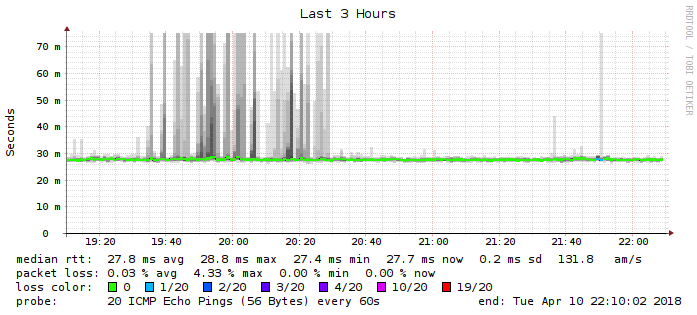 Last 3 Hours
RRDTOOL / TOBI OETIKER
Seconds
70 m
60 m
50 m
40 m
30 m
20 m
10 m
0
19:20 19:40 20:00 20:20 20:40 21:00 21:20 21:40 22:00
median rtt: 27.8 ms avg 28.8 ms max 27.4 ms min 27.7 ms now 0.2 ms sd 131.8 am/s
packet loss: 0.03 % avg 4.33 % max 0.00 % min 0.00 % now
loss color: 0 1/20 2/20 3/20 4/20 10/20 19/20
probe: 20 ICMP Echo Pings (56 Bytes) every 60s end: Tue Apr 10 22:10:02 2018